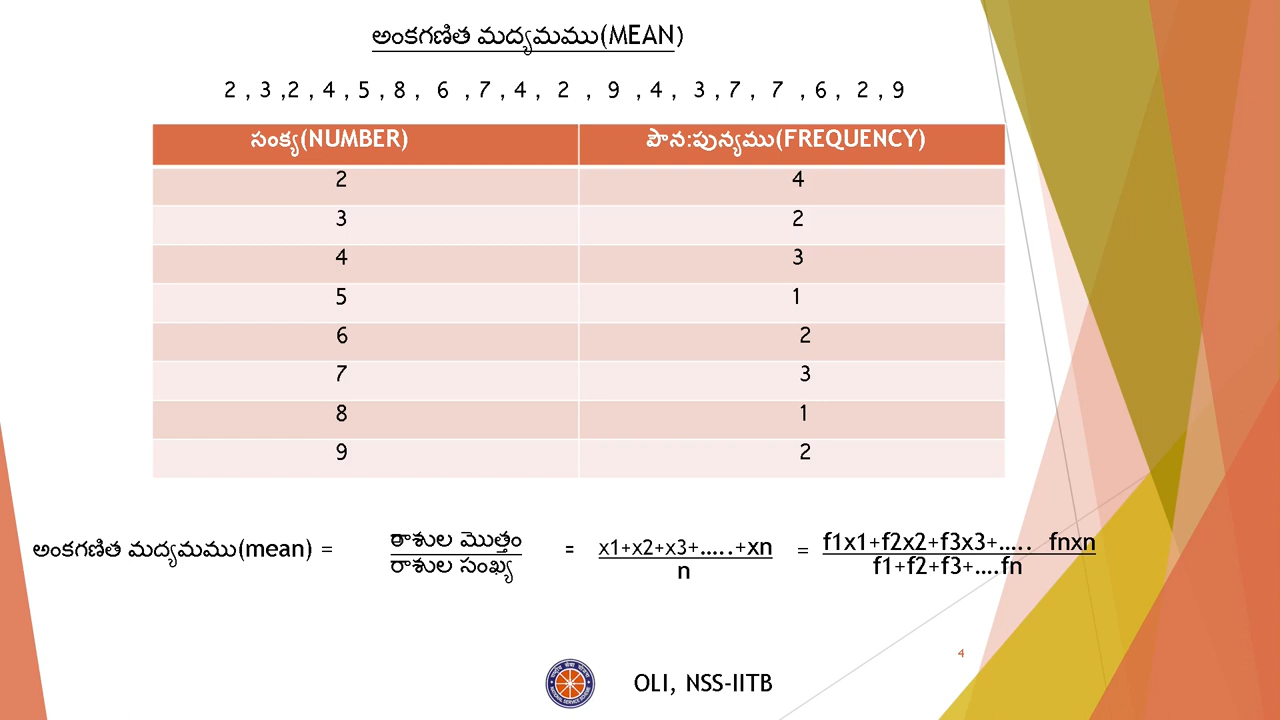 అంకగణిత మద్యమము(MEAN)
2 , 3 ,2 , 4 , 5 , 8 , 6 , 7 , 4 , 2 , 9 , 4 , 3 , 7 , 7 , 6 , 2 , 9
సంక్య(NUMBER) పౌన:పున్యము(FREQUENCY)
2 4
3 2
4 3
5 1
6 2
7 3
8 1
9 2
అంకగణిత మద్యమము(mean) = రాశుల మొత్తం = x1+x2+x3+.....+xn = f1x1+f2x2+f3x3+..... fnxn
రాశుల సంఖ్య n f1+f2+f3+....fn
4
OLI, NSS-IITB